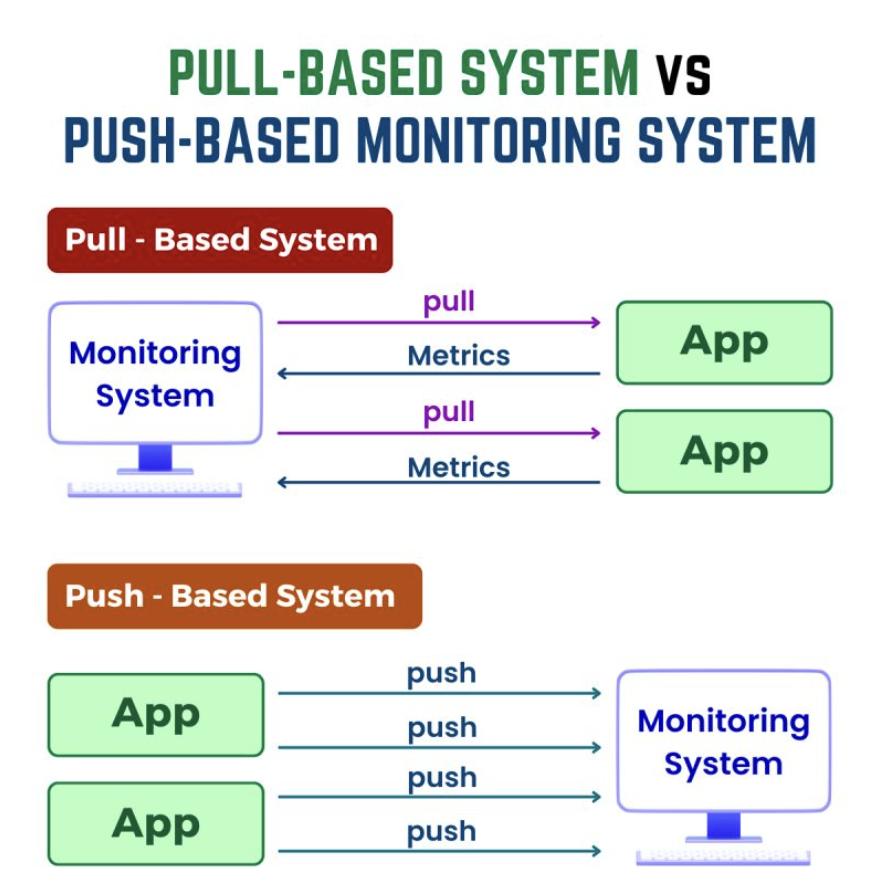 PULL-BASED SYSTEM VS
PUSH-BASED MONITORING SYSTEM
Pull - Based System
Monitoring
System
pull
Metrics
pull
Metrics
App
App
Push - Based System
App
App
push
push
push
push
Monitoring
System